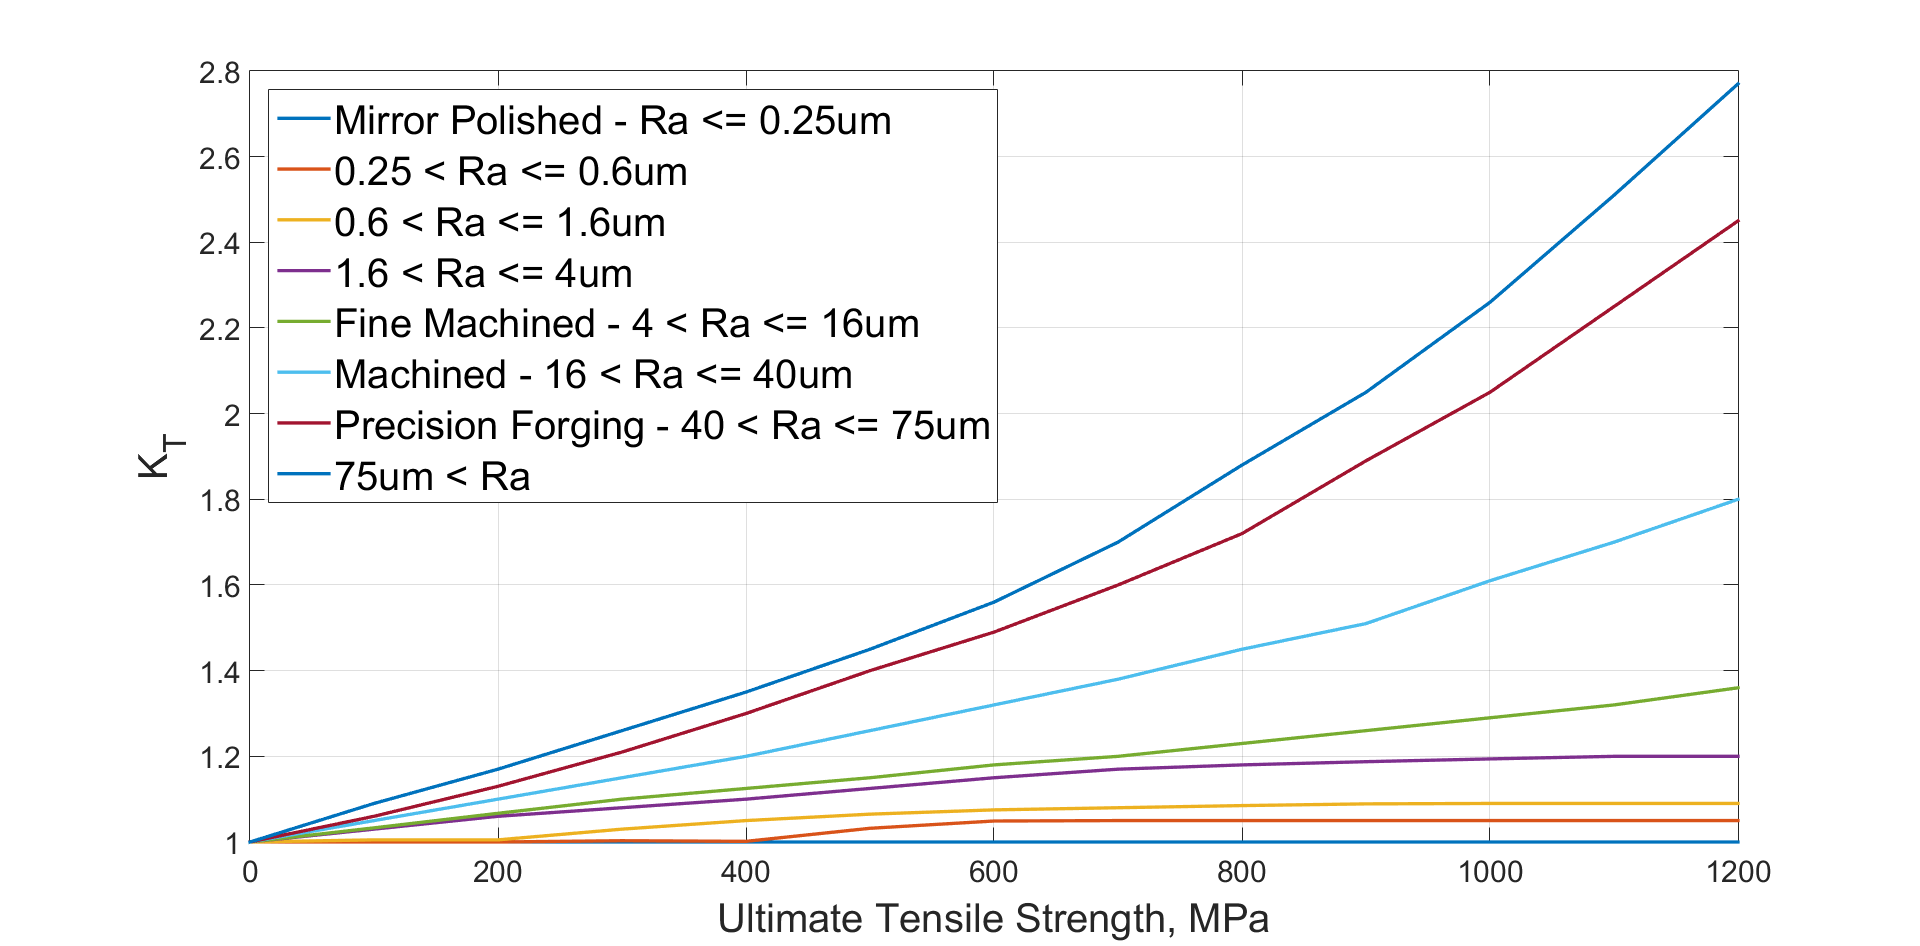 2.8
2.6
2.4
2.2
2
1.8
1.6
1.4
1.2
1
K_T
Mirror Polished - Ra <= 0.25um
0.25 < Ra <= 0.6um
0.6 < Ra <= 1.6um
1.6 < Ra <= 4um
Fine Machined - 4 < Ra <= 16um
Machined - 16 < Ra <= 40um
Precision Forging - 40 < Ra <= 75um
75um < Ra
0 200 400 600 800 1000 1200
Ultimate Tensile Strength, MPa